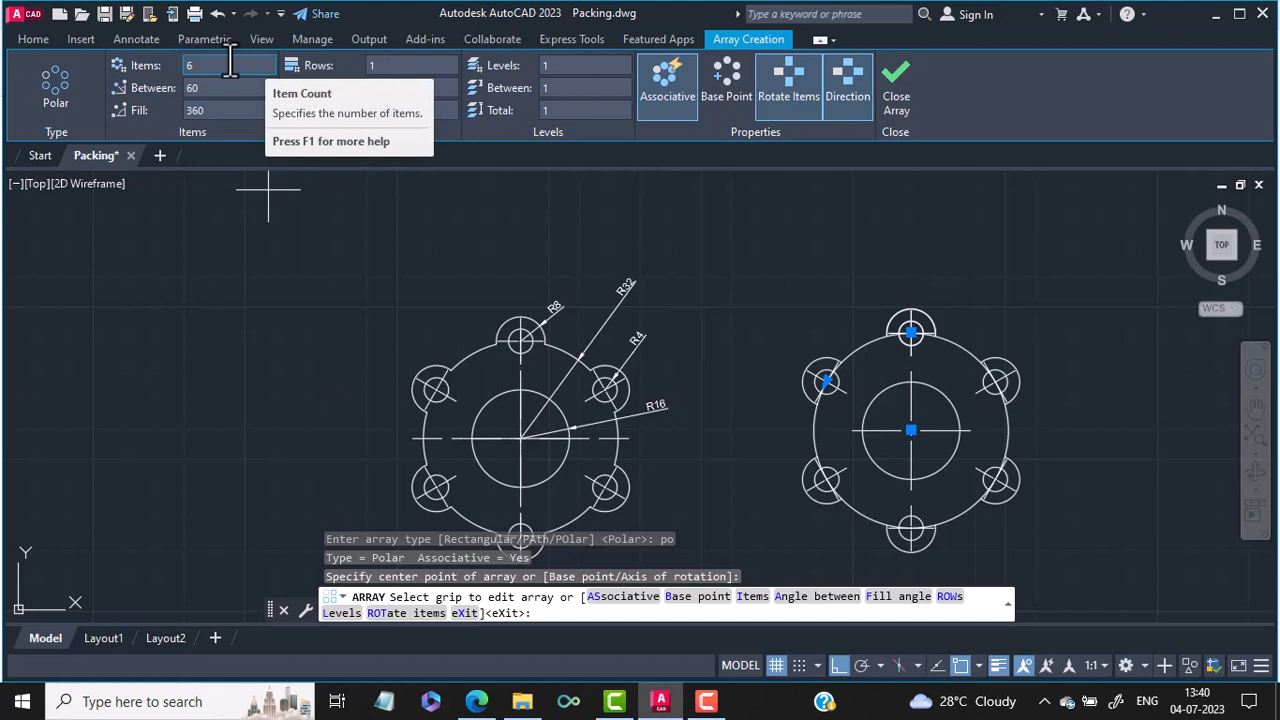 Share
Autodesk AutoCAD 2023 Packing.dwg
Type a keyword or phrase
Sign In
Home Insert Annotate Parametric View Manage Output Add-ins Collaborate Express Tools Featured Apps Array Creation
Items: 6 Rows: 1 Levels: 1
Between: 60 Between: 1
Fill: 360 Total: 1
Polar
Associative Base Point Rotate Items Direction Close Array
Type Items Levels Properties Close
Item Count
Specifies the number of items.
Press F1 for more help
Start Packing*
[−][Top][2D Wireframe]
N
W TOP E
S
WCS
R8
R32
R4
R16
Y
X
Enter array type [Rectangular/PAth/POlar] <Polar>: po
Type = Polar Associative = Yes
Specify center point of array or [Base point/Axis of rotation]:
ARRAY Select grip to edit array or [ASsociative Base point Items Angle between Fill angle ROWs
Levels ROTate items eXit]<eXit>:
Model Layout1 Layout2
MODEL 1:1
Type here to search
28°C Cloudy
ENG
13:40
04-07-2023